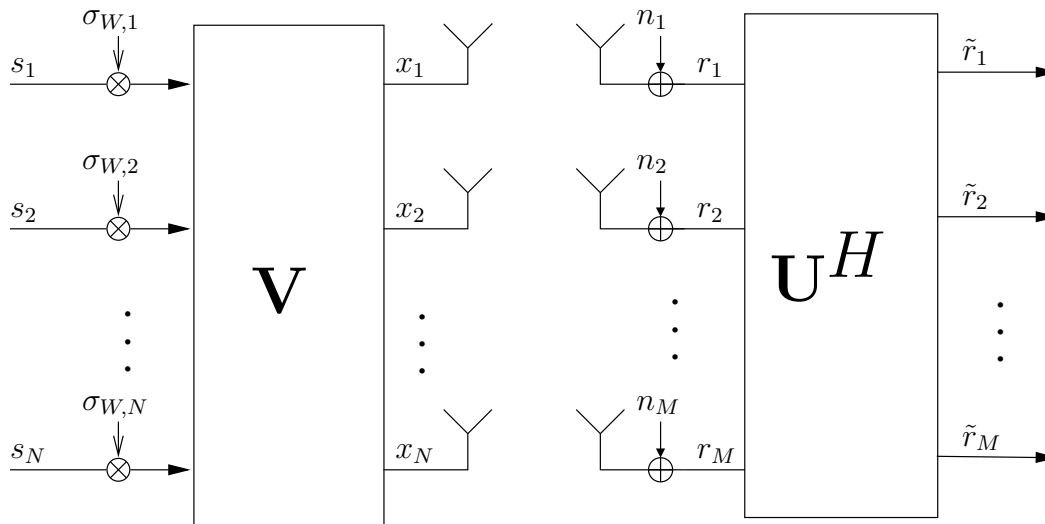 σ_{W,1} n_1
s_1 x_1 r_1 r̃_1
σ_{W,2} n_2
s_2 x_2 r_2 r̃_2
V U^H
σ_{W,N} n_M
s_N x_N r_M r̃_M